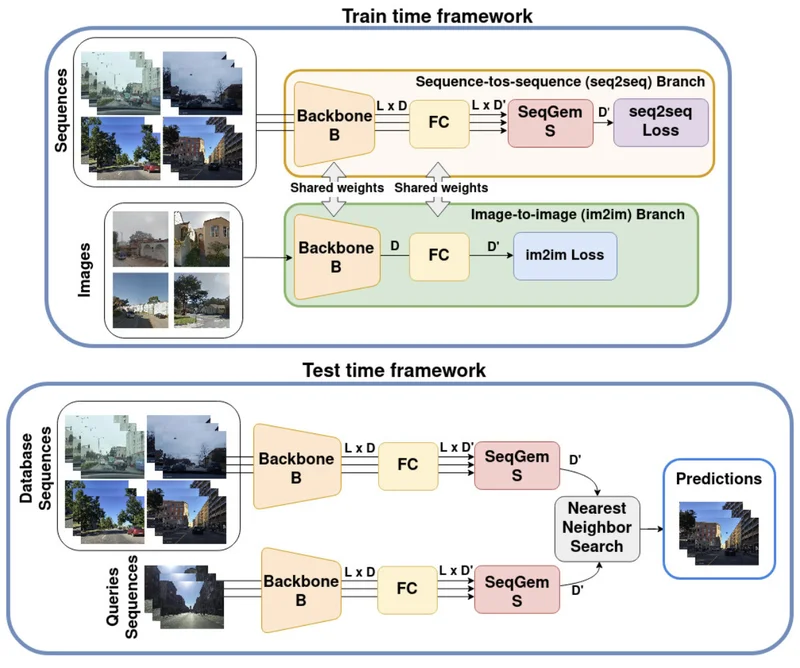 Train time framework
Sequences
Sequence-tos-sequence (seq2seq) Branch
Backbone
B
L x D
FC
L x D'
SeqGem
S
D'
seq2seq
Loss
Shared weights
Shared weights
Images
Image-to-image (im2im) Branch
Backbone
B
D
FC
D'
im2im Loss
Test time framework
Database
Sequences
Backbone
B
L x D
FC
L x D'
SeqGem
S
D'
Nearest
Neighbor
Search
Predictions
Queries
Sequences
Backbone
B
L x D
FC
L x D'
SeqGem
S
D'